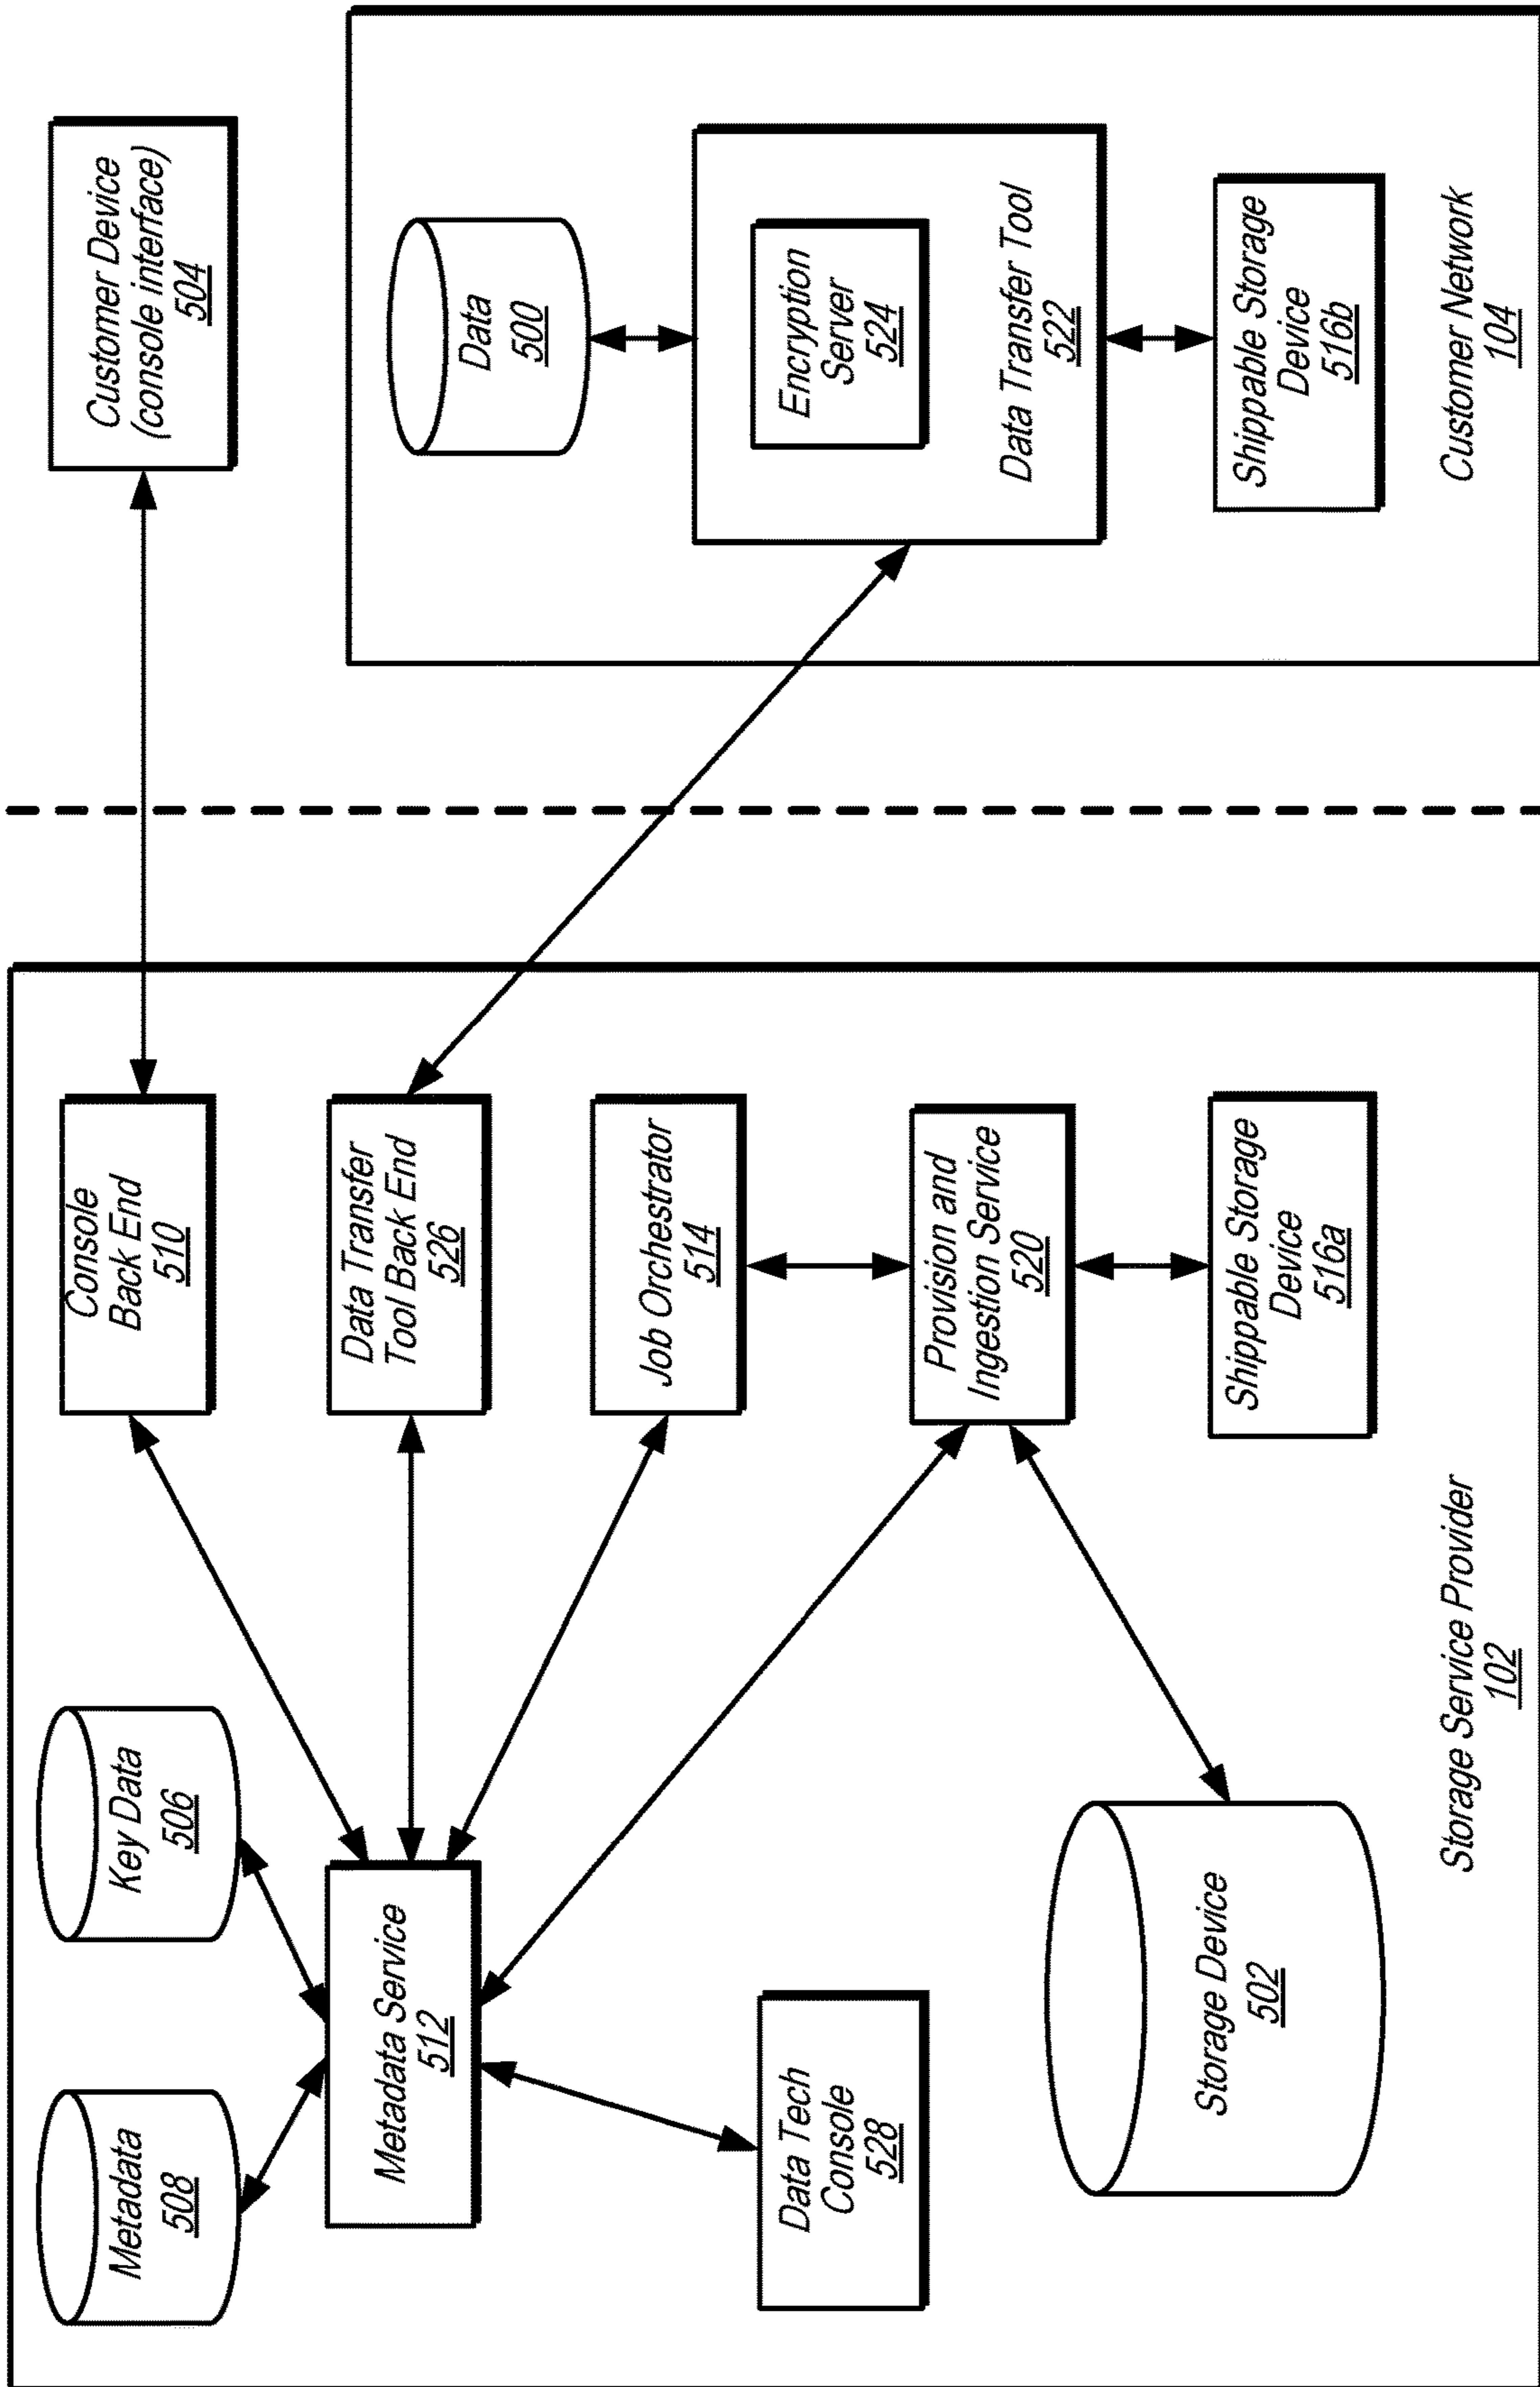 Metadata
508
Key Data
506
Console
Back End
510
Customer Device
(console interface)
504
Metadata Service
512
Data Transfer
Tool Back End
526
Data
500
Job Orchestrator
514
Encryption
Server
524
Data Transfer Tool
522
Data Tech
Console
528
Provision and
Ingestion Service
520
Storage Device
502
Shippable Storage
Device
516a
Shippable Storage
Device
516b
Storage Service Provider
102
Customer Network
104